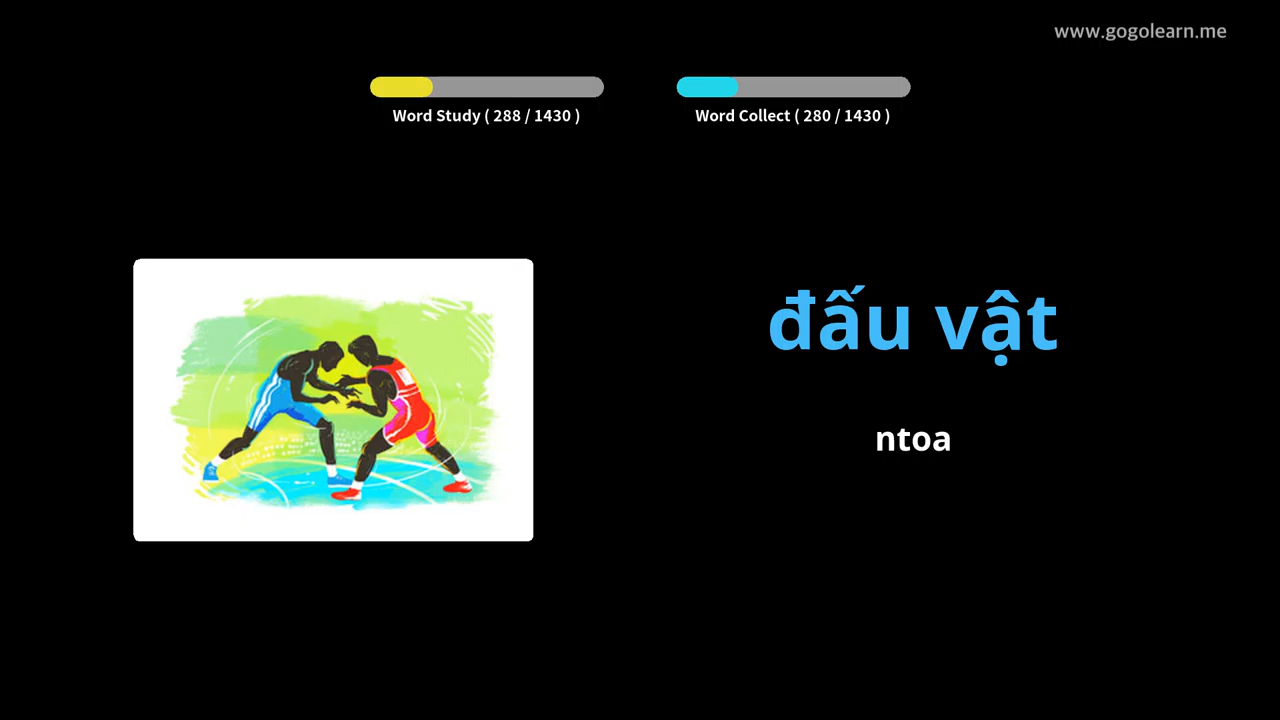 www.gogolearn.me
Word Study ( 288 / 1430 )
Word Collect ( 280 / 1430 )
đấu vật
ntoa